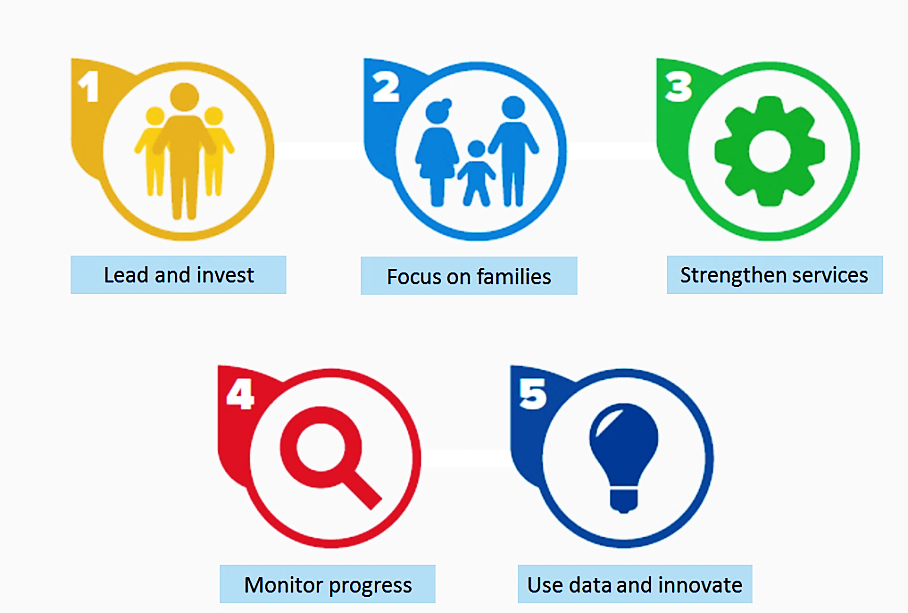 1
2
3
Lead and invest
Focus on families
Strengthen services
4
5
Monitor progress
Use data and innovate